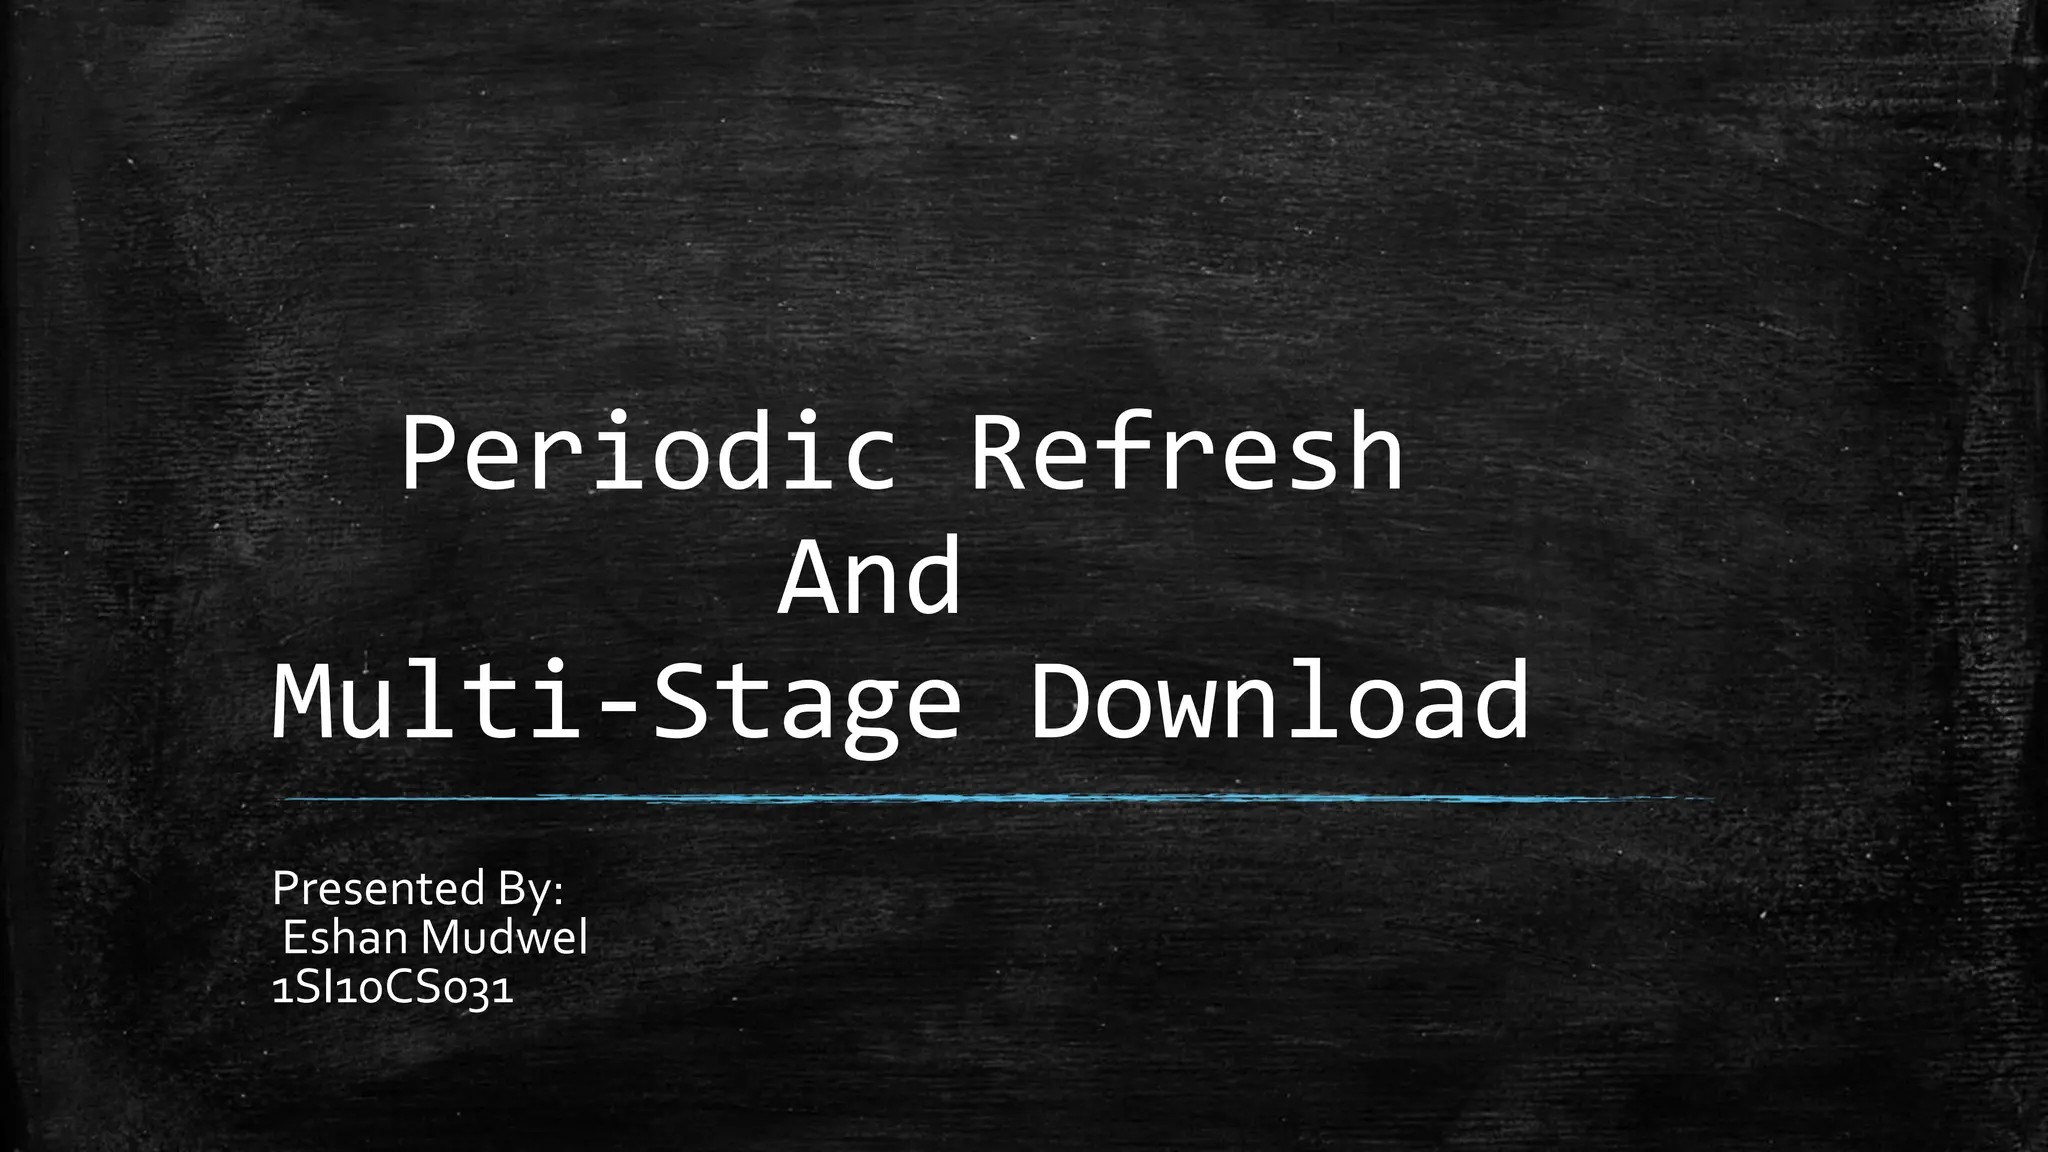 Periodic Refresh
And
Multi-Stage Download
Presented By:
Eshan Mudwel
1SI10CS031